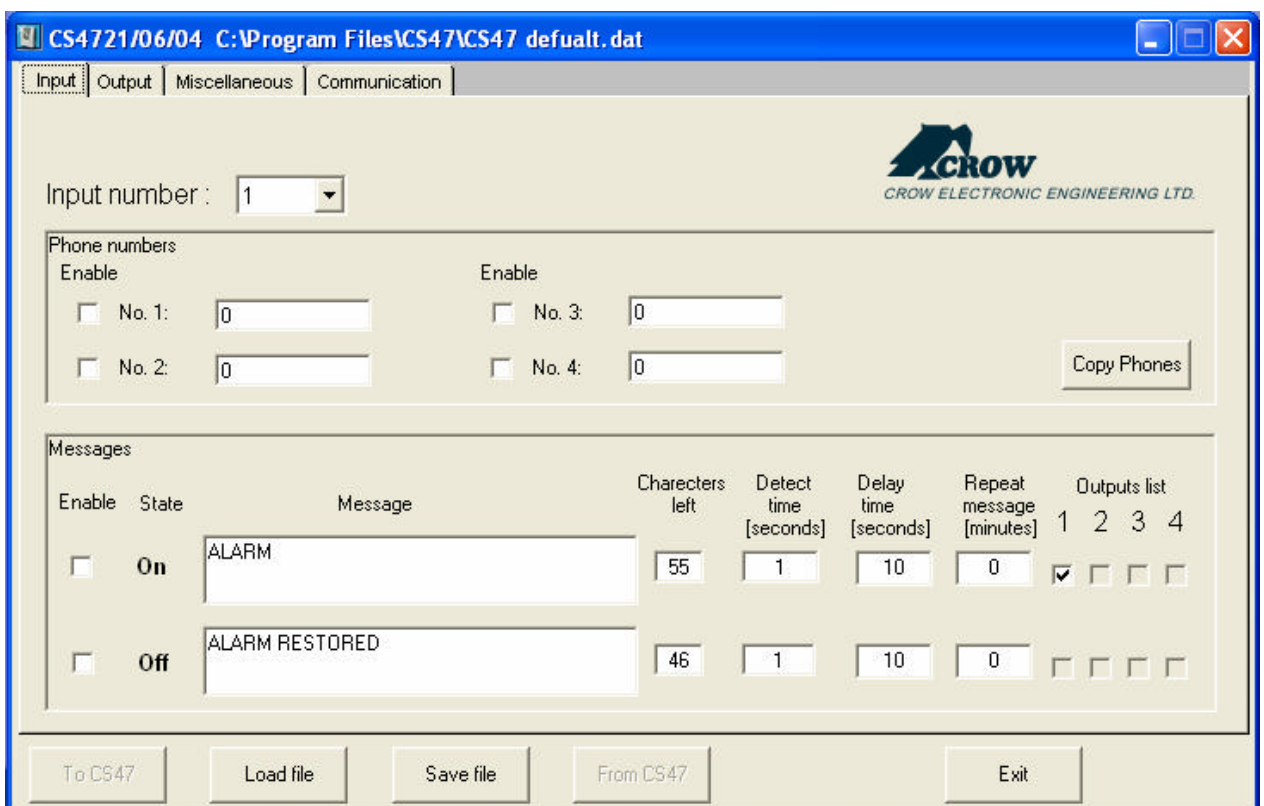 CS4721/06/04 C:\Program Files\CS47\CS47 defualt.dat
Input Output Miscellaneous Communication
CROW
CROW ELECTRONIC ENGINEERING LTD.
Input number : 1
Phone numbers
Enable Enable
No. 1: 0 No. 3: 0
No. 2: 0 No. 4: 0
Copy Phones
Messages
Enable State Message Charecters left Detect time [seconds] Delay time [seconds] Repeat message [minutes] Outputs list
1 2 3 4
On ALARM 55 1 10 0
Off ALARM RESTORED 46 1 10 0
To CS47 Load file Save file From CS47 Exit